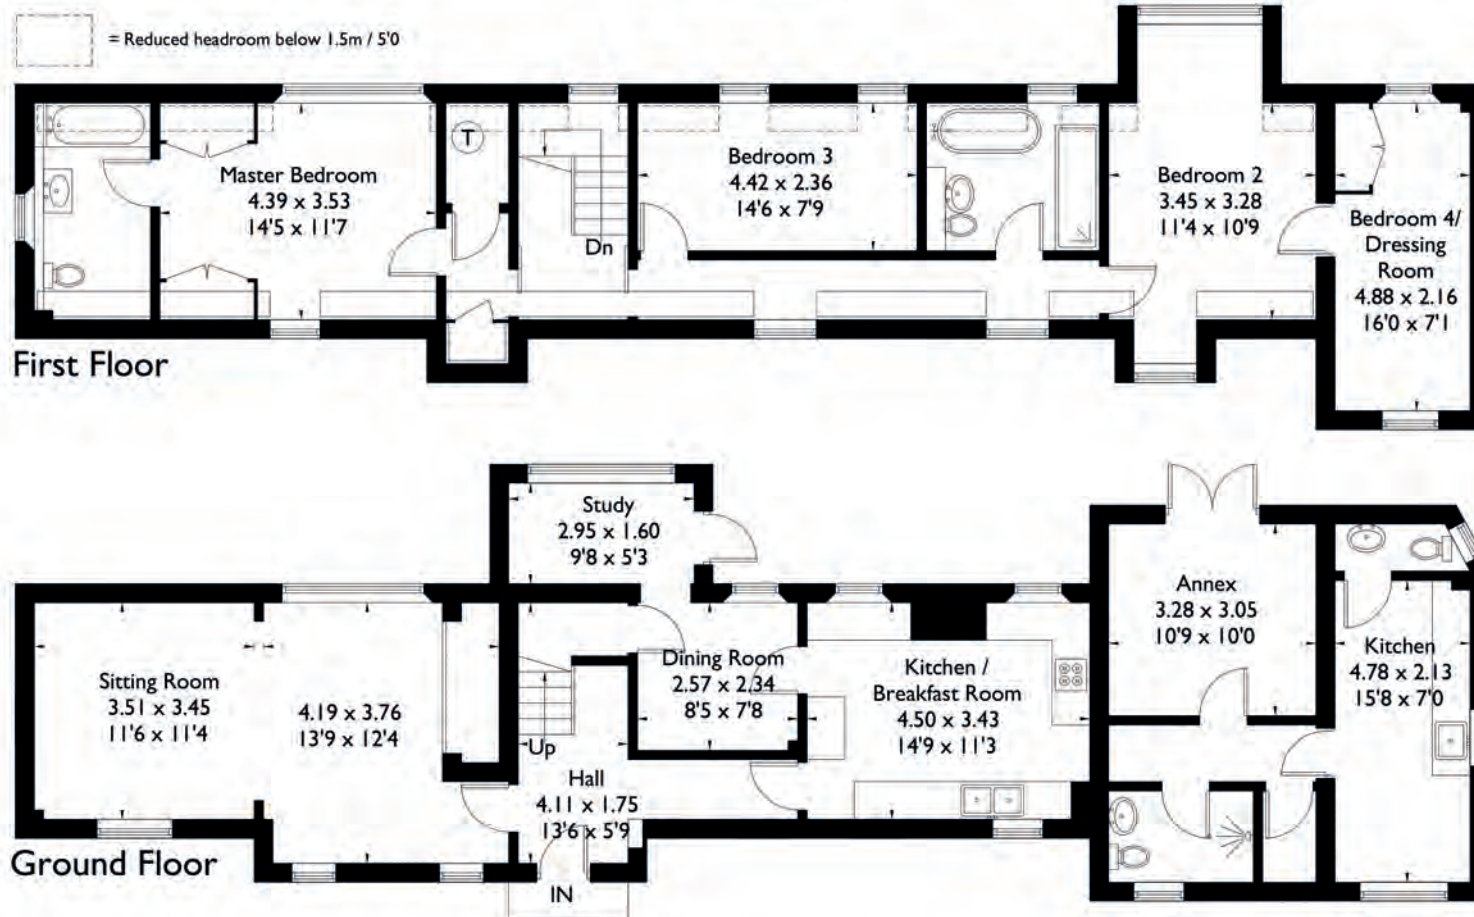 = Reduced headroom below 1.5m / 5'0
Master Bedroom
4.39 x 3.53
14'5 x 11'7
T
Dn
Bedroom 3
4.42 x 2.36
14'6 x 7'9
Bedroom 2
3.45 x 3.28
11'4 x 10'9
Bedroom 4/
Dressing
Room
4.88 x 2.16
16'0 x 7'1
First Floor
Study
2.95 x 1.60
9'8 x 5'3
Sitting Room
3.51 x 3.45
11'6 x 11'4
4.19 x 3.76
13'9 x 12'4
Up
Hall
4.11 x 1.75
13'6 x 5'9
IN
Dining Room
2.57 x 2.34
8'5 x 7'8
Kitchen /
Breakfast Room
4.50 x 3.43
14'9 x 11'3
Annex
3.28 x 3.05
10'9 x 10'0
Kitchen
4.78 x 2.13
15'8 x 7'0
Ground Floor